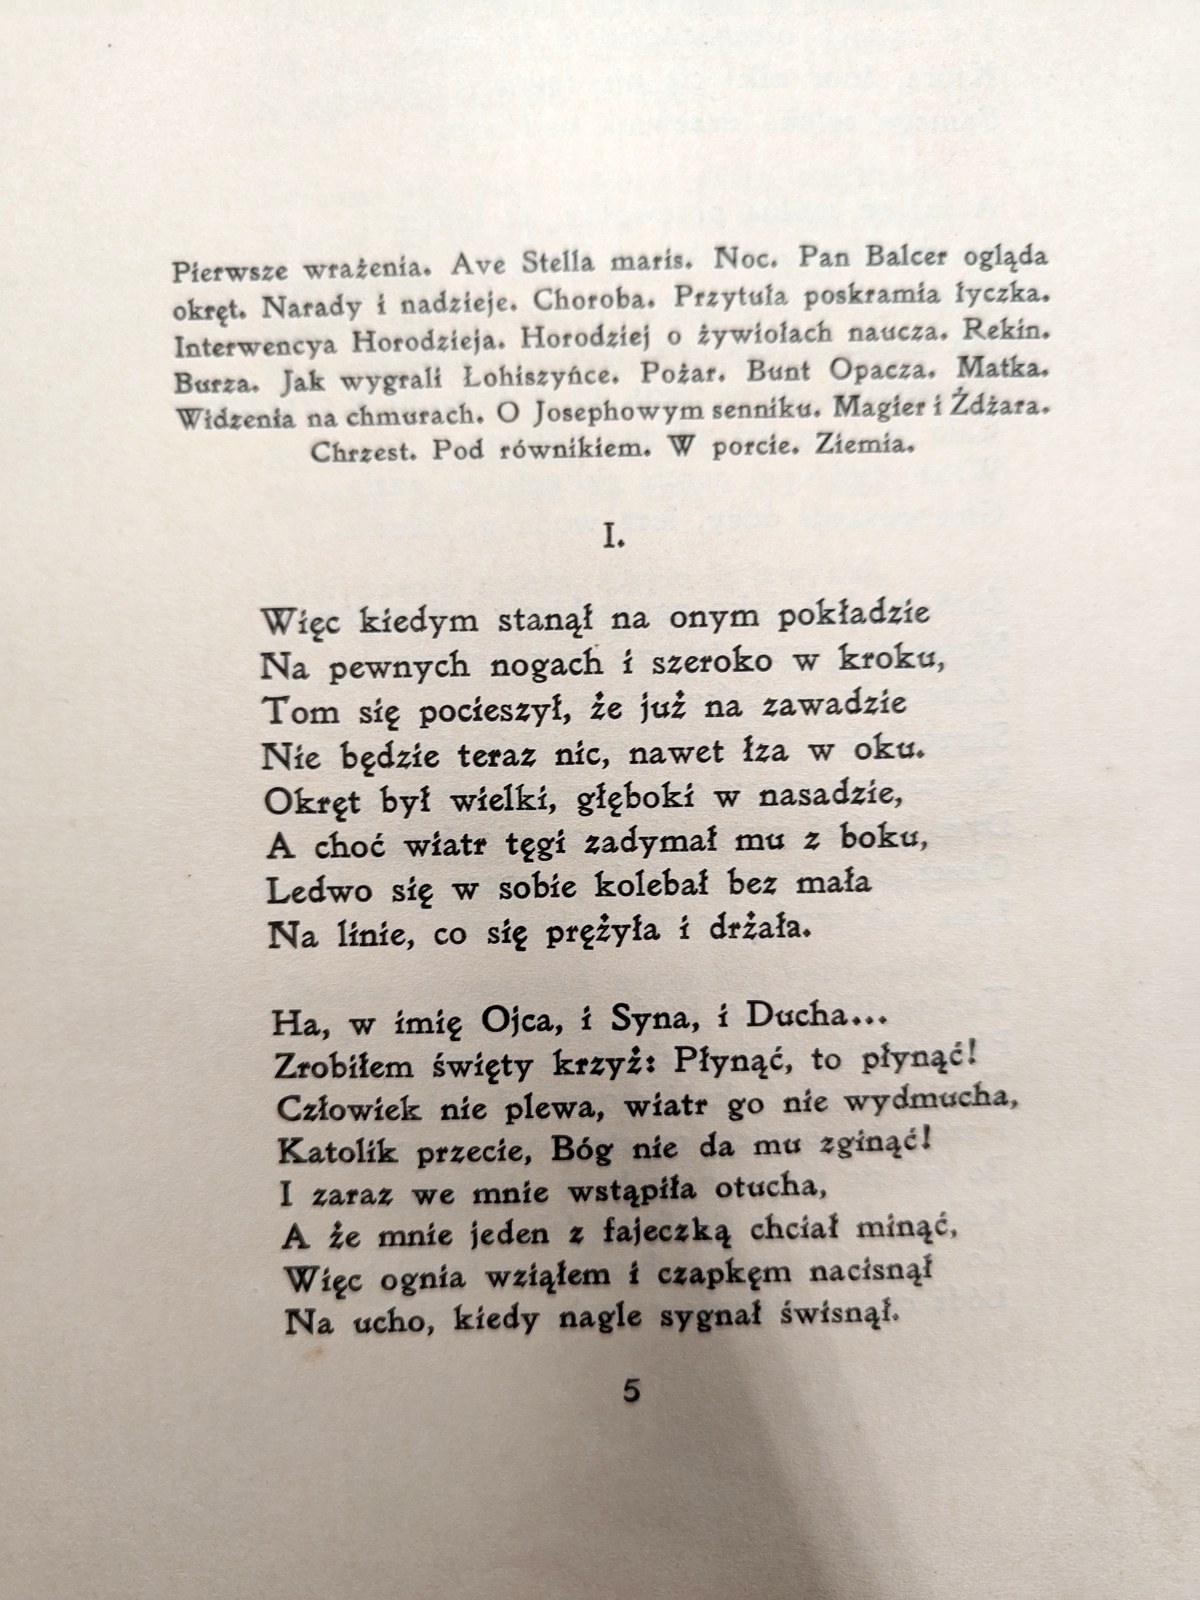 Pierwsze wrażenia. Ave Stella maris. Noc. Pan Balcer ogląda
okręt. Narady i nadzieje. Choroba. Przytuła poskramia łyczka.
Interwencya Horodzieja. Horodziej o żywiołach naucza. Rekin.
Burza. Jak wygrali Łohiszyńce. Pożar. Bunt Opacza. Matka.
Widzenia na chmurach. O Josephowym senniku. Magier i Żdżara.
Chrzest. Pod równikiem. W porcie. Ziemia.
I.
Więc kiedym stanął na onym pokładzie
Na pewnych nogach i szeroko w kroku,
Tom się pocieszył, że już na zawadzie
Nie będzie teraz nic, nawet łza w oku.
Okręt był wielki, głęboki w nasadzie,
A choć wiatr tęgi zadymał mu z boku,
Ledwo się w sobie kolebał bez mała
Na linie, co się prężyła i drżała.
Ha, w imię Ojca, i Syna, i Ducha...
Zrobiłem święty krzyż: Płynąć, to płynąć!
Człowiek nie plewa, wiatr go nie wydmucha,
Katolik przecie, Bóg nie da mu zginąć!
I zaraz we mnie wstąpiła otucha,
A że mnie jeden z fajeczką chciał minąć,
Więc ognia wziąłem i czapkęm nacisnął
Na ucho, kiedy nagle sygnał świsnął.
5